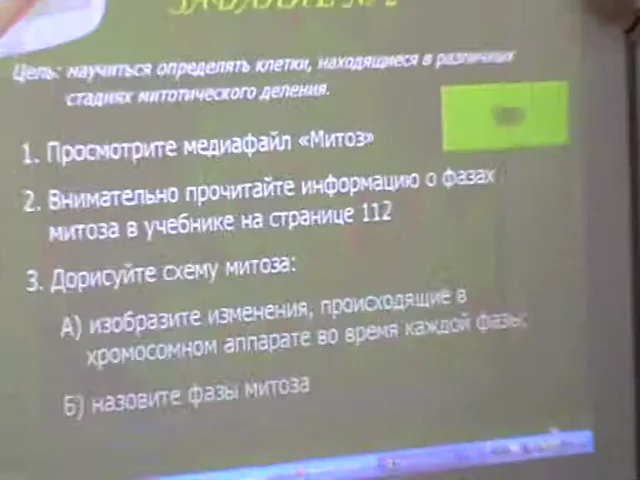 ЗАДАНИЕ №
Цель: научиться определять клетки, находящиеся в различных
стадиях митотического деления.
1. Просмотрите медиафайл «Митоз»
2. Внимательно прочитайте информацию о фазах
митоза в учебнике на странице 112
3. Дорисуйте схему митоза:
А) изобразите изменения, происходящие в
хромосомном аппарате во время каждой фазы;
Б) назовите фазы митоза